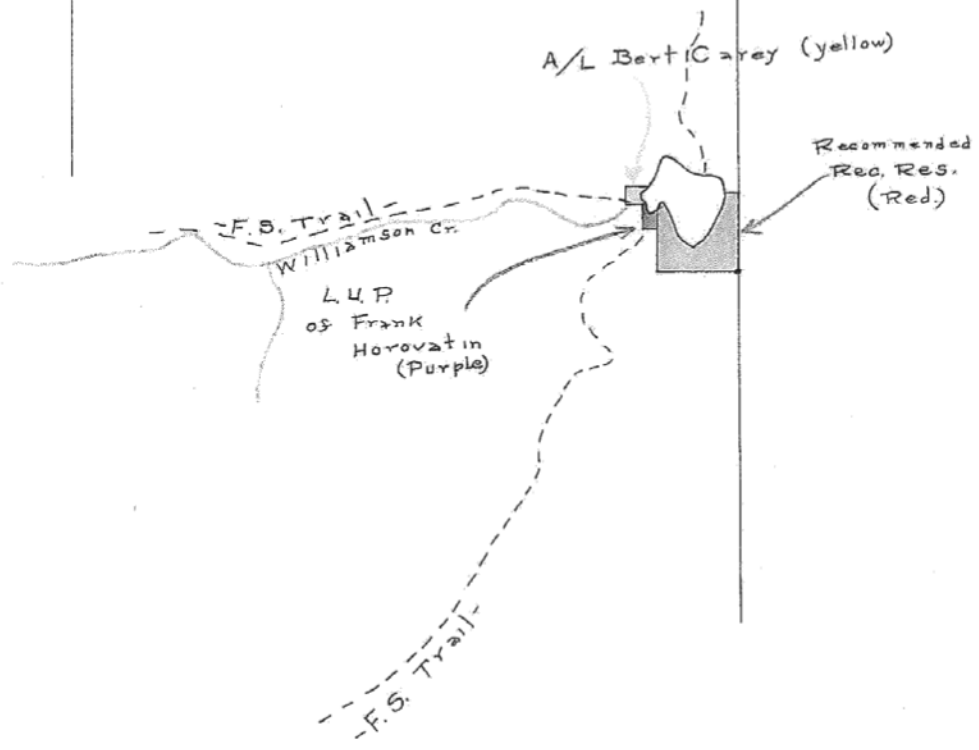 A/L Bert Carey (yellow)
Recommended
Rec. Res.
(Red.)
F.S. Trail
Williamson Cr.
L.U.P.
of Frank
Horovatin
(Purple)
F.S. Trail